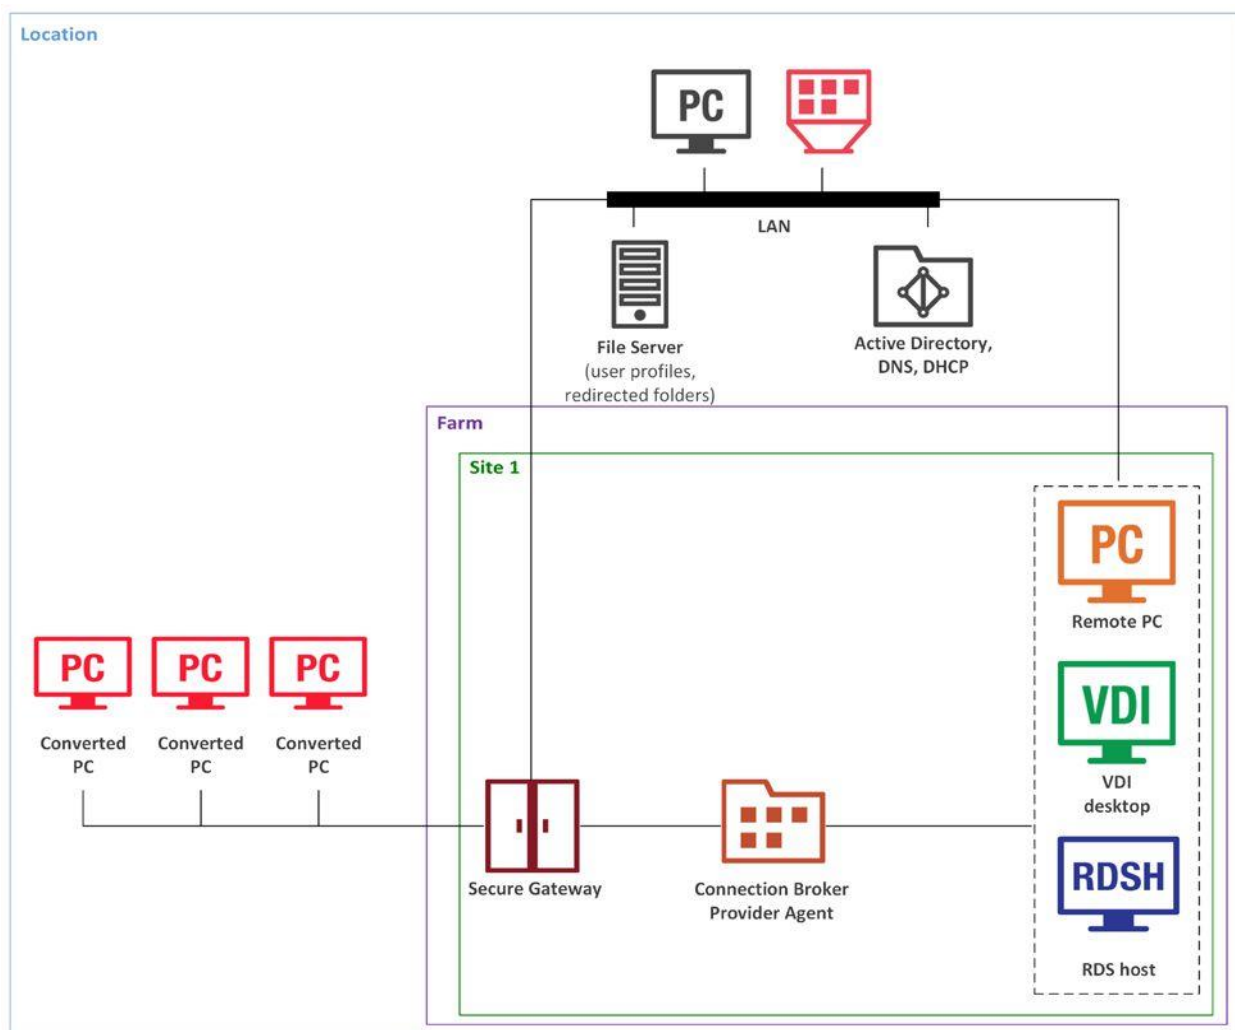 Location
PC
LAN
File Server
(user profiles,
redirected folders)
Active Directory,
DNS, DHCP
Farm
Site 1
PC
Remote PC
VDI
VDI
desktop
RDSH
RDS host
PC
Converted
PC
PC
Converted
PC
PC
Converted
PC
Secure Gateway
Connection Broker
Provider Agent